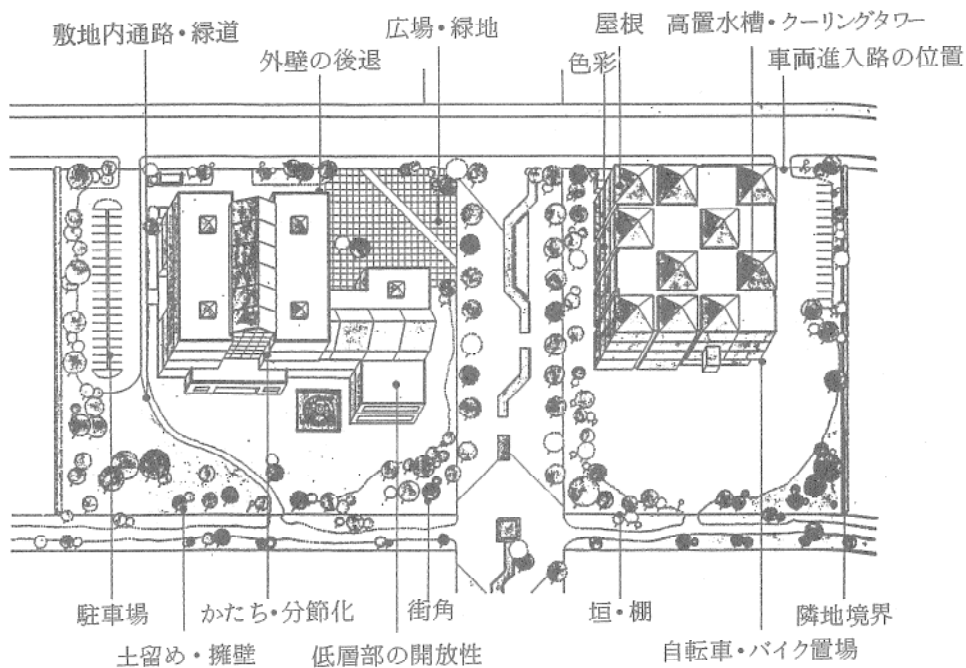 敷地内通路・緑道
広場・緑地
屋根
高置水槽・クーリングタワー
外壁の後退
色彩
車両進入路の位置
駐車場
かたち・分節化
街角
垣・棚
隣地境界
土留め・擁壁
低層部の開放性
自転車・バイク置場